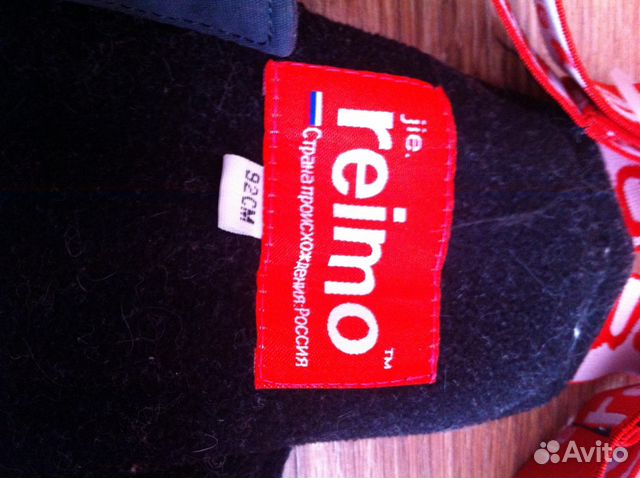 jie.
reimo™
Страна происхождения:РОССИЯ
92СМ
Avito